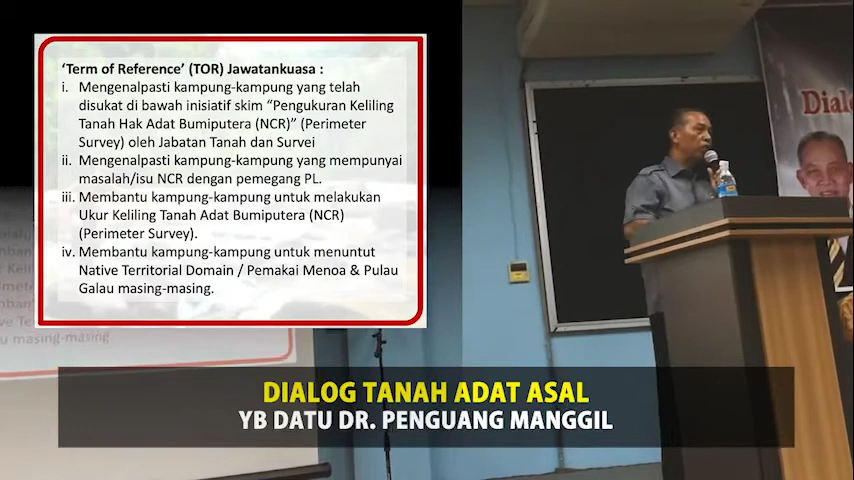 'Term of Reference' (TOR) Jawatankuasa :
i. Mengenalpasti kampung-kampung yang telah
disukat di bawah inisiatif skim "Pengukuran Keliling
Tanah Hak Adat Bumiputera (NCR)" (Perimeter
Survey) oleh Jabatan Tanah dan Survei
ii. Mengenalpasti kampung-kampung yang mempunyai
masalah/isu NCR dengan pemegang PL.
iii. Membantu kampung-kampung untuk melakukan
Ukur Keliling Tanah Adat Bumiputera (NCR)
(Perimeter Survey).
iv. Membantu kampung-kampung untuk menuntut
Native Territorial Domain / Pemakai Menoa & Pulau
Galau masing-masing.
au masing-masing
DIALOG TANAH ADAT ASAL
YB DATU DR. PENGUANG MANGGIL